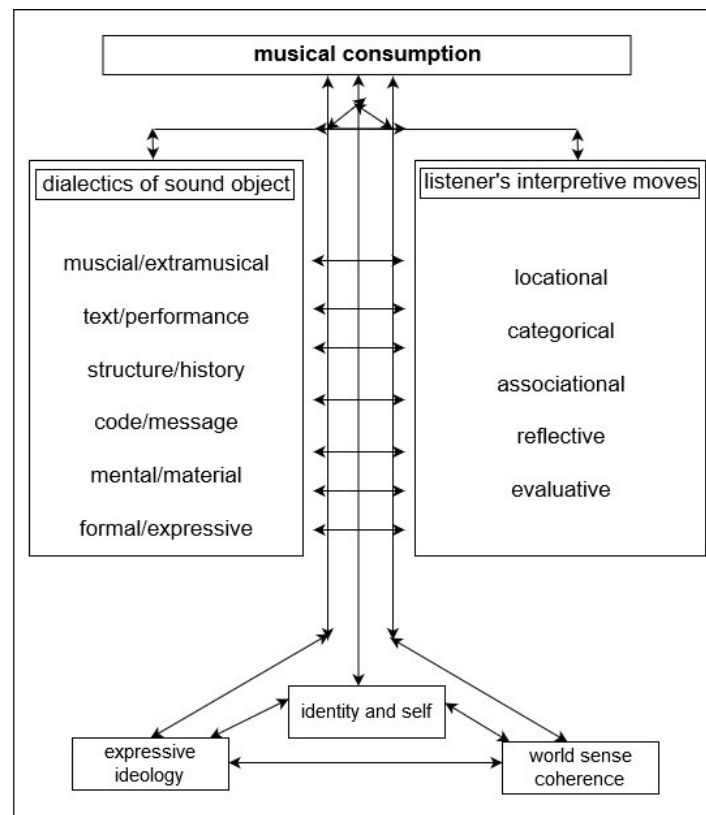 musical consumption
dialectics of sound object
muscial/extramusical
text/performance
structure/history
code/message
mental/material
formal/expressive
listener's interpretive moves
locational
categorical
associational
reflective
evaluative
identity and self
expressive
ideology
world sense
coherence